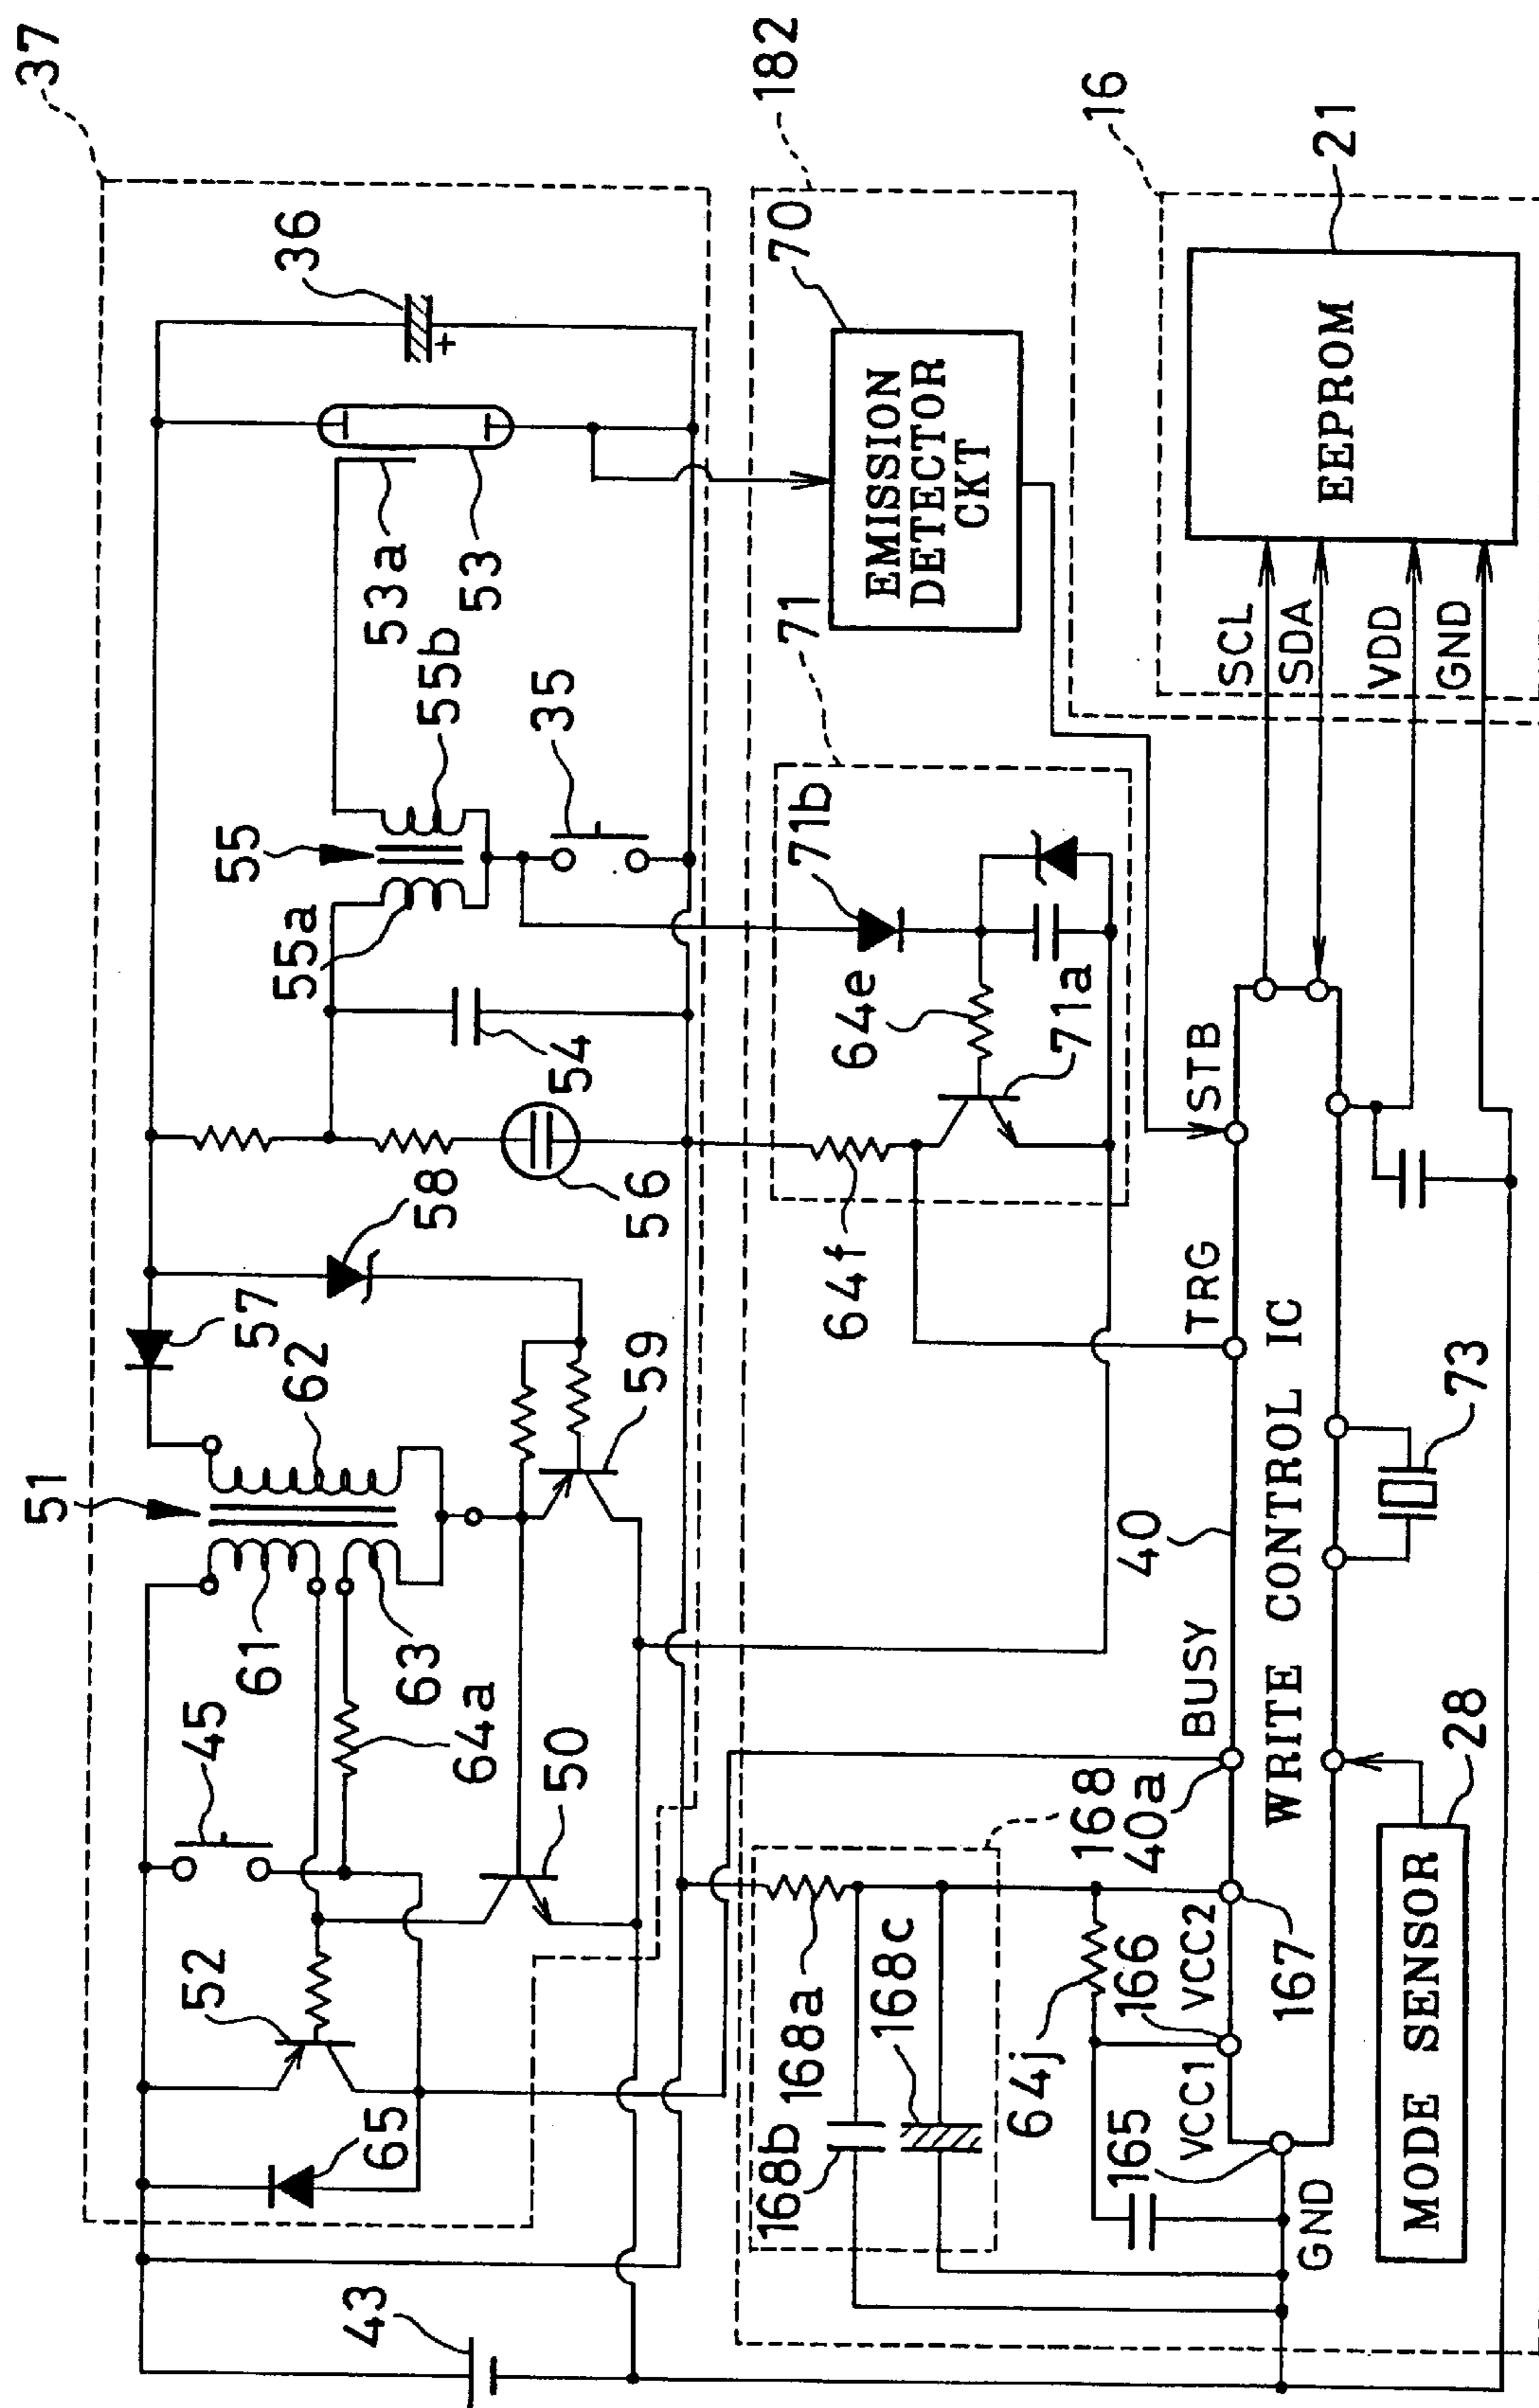 37
182
16
36
70
21
EMISSION
DETECTOR
CKT
EEPROM
53a
53
55b
71
SCL
SDA
VDD
GND
55
35
55a
71b
54
64e
71a
STB
58
56
57
64f
TRG
62
59
51
73
61
63
40
WRITE CONTROL IC
45
64a
BUSY
50
168
40a
28
52
168a
168c
VCC2
166
167
65
168b
64j
VCC1
165
GND
MODE SENSOR
43
+